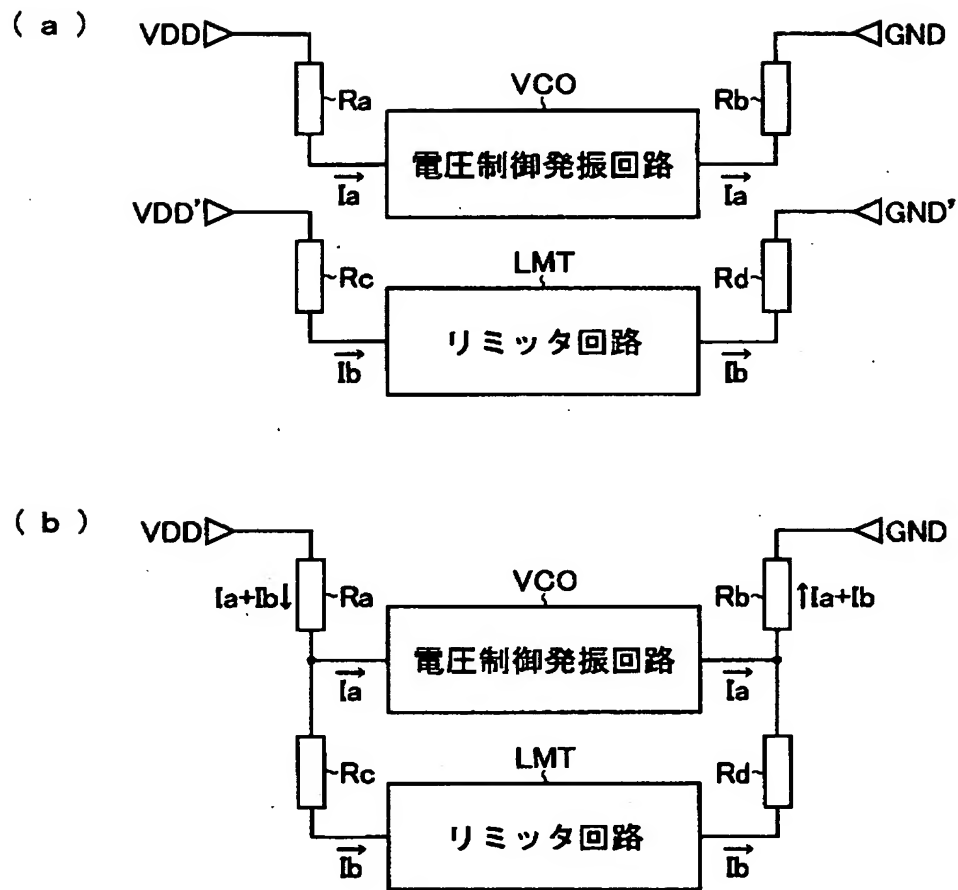 ( a )
VDD
GND
Ra
VCO
Rb
電圧制御発振回路
Ia
Ia
VDD'
GND'
Rc
LMT
Rd
リミッタ回路
Ib
Ib
( b )
VDD
GND
Ia+Ib↓
Ra
VCO
Rb
↑Ia+Ib
電圧制御発振回路
Ia
Ia
Rc
LMT
Rd
リミッタ回路
Ib
Ib